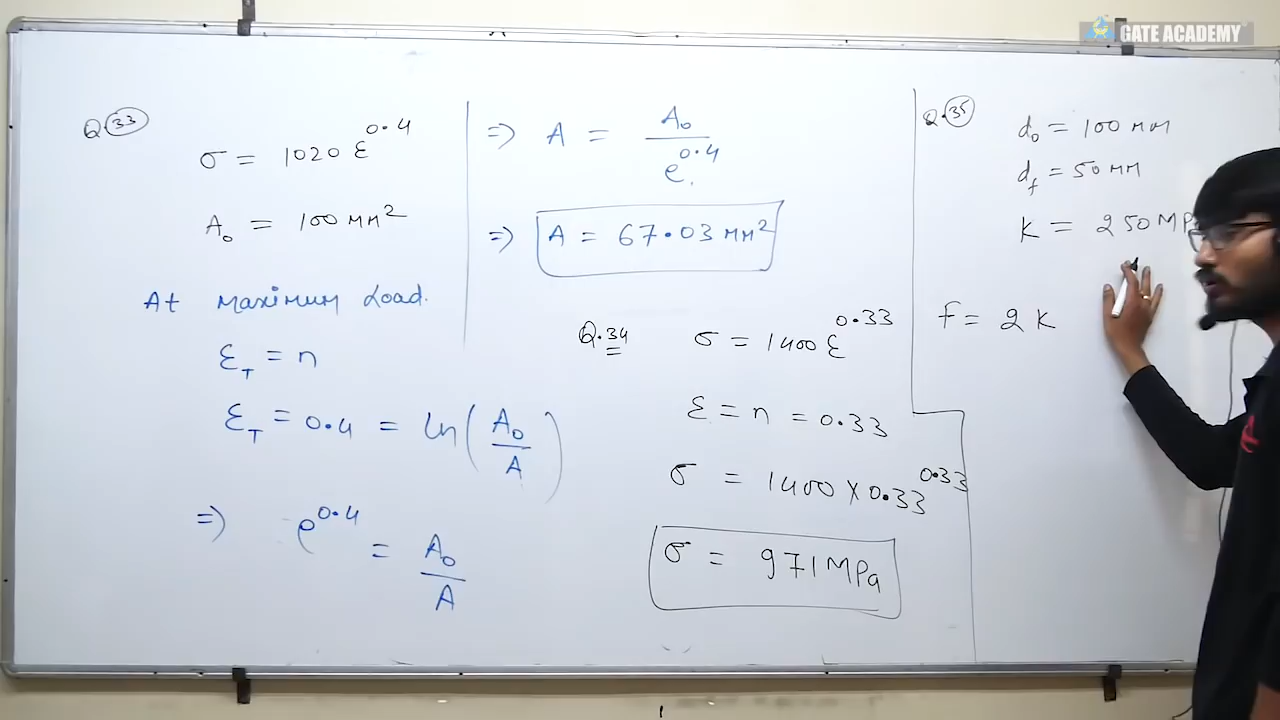 GATE ACADEMY
Q.33
σ = 1020 ε^0.4
A₀ = 100 mm²
At maximum Load.
ε_T = n
ε_T = 0.4 = ln(A₀/A)
⇒ e^0.4 = A₀/A
⇒ A = A₀/e^0.4
⇒ A = 67.03 mm²
Q.34
σ = 1400 ε^0.33
ε = n = 0.33
σ = 1400 × 0.33^0.33
σ = 971 MPa
Q.35
d₀ = 100 mm
d_f = 50 mm
K = 250 MPa
F = 2 K